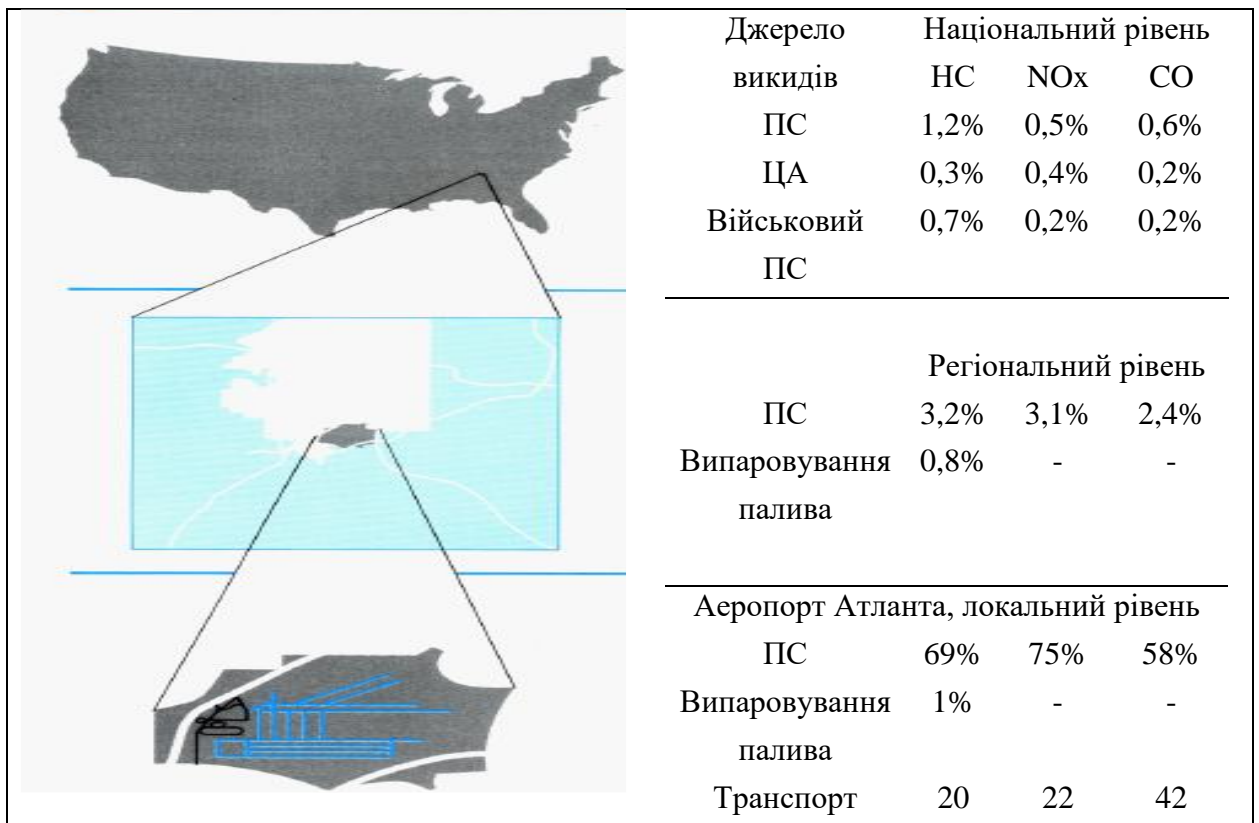 Джерело Національний рівень
викидів НС NOx CO
ПС 1,2% 0,5% 0,6%
ЦА 0,3% 0,4% 0,2%
Військовий 0,7% 0,2% 0,2%
ПС
Регіональний рівень
ПС 3,2% 3,1% 2,4%
Випаровування 0,8% - -
палива
Аеропорт Атланта, локальний рівень
ПС 69% 75% 58%
Випаровування 1% - -
палива
Транспорт 20 22 42